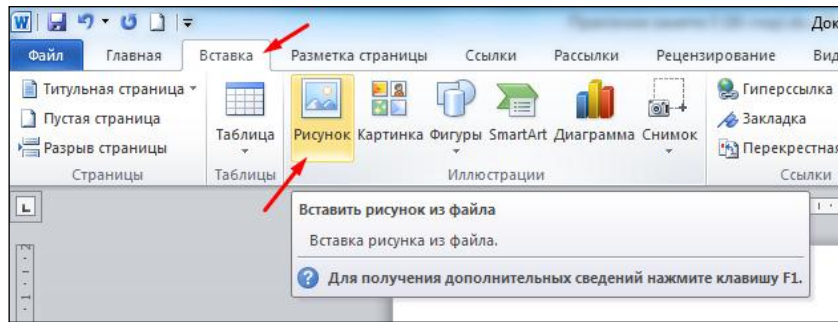 W
Док
Файл Главная Вставка Разметка страницы Ссылки Рассылки Рецензирование Вид
Титульная страница
Пустая страница
Разрыв страницы
Таблица
Рисунок Картинка Фигуры SmartArt Диаграмма Снимок
Гиперссылка
Закладка
Перекрестная
Страницы Таблицы Иллюстрации Ссылки
Вставить рисунок из файла
Вставка рисунка из файла.
Для получения дополнительных сведений нажмите клавишу F1.